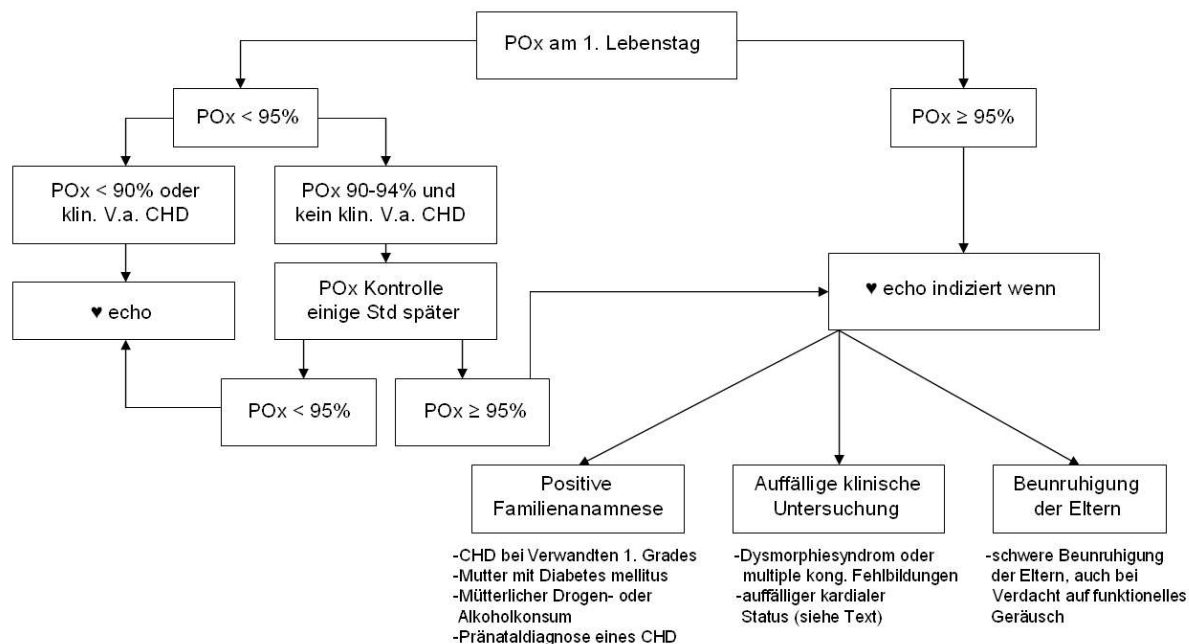 POx am 1. Lebenstag
POx < 95%
POx ≥ 95%
POx < 90% oder
klin. V.a. CHD
POx 90-94% und
kein klin. V.a. CHD
♥ echo
POx Kontrolle
einige Std später
♥ echo indiziert wenn
POx < 95%
POx ≥ 95%
Positive
Familienanamnese
-CHD bei Verwandten 1. Grades
-Mutter mit Diabetes mellitus
-Mütterlicher Drogen- oder
Alkoholkonsum
-Pränataldiagnose eines CHD
Auffällige klinische
Untersuchung
-Dysmorphiesyndrom oder
multiple kong. Fehlbildungen
-auffälliger kardialer
Status (siehe Text)
Beunruhigung
der Eltern
-schwere Beunruhigung
der Eltern, auch bei
Verdacht auf funktionelles
Geräusch